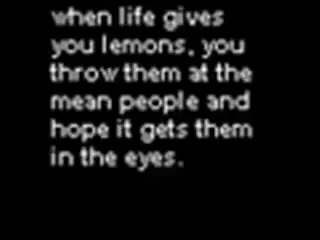 when life gives
you lemons, you
throw them at the
mean people and
hope it gets them
in the eyes.